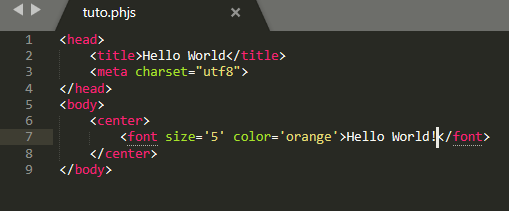 tuto.phjs
1 <head>
2 <title>Hello World</title>
3 <meta charset="utf8">
4 </head>
5 <body>
6 <center>
7 <font size='5' color='orange'>Hello World!</font>
8 </center>
9 </body>